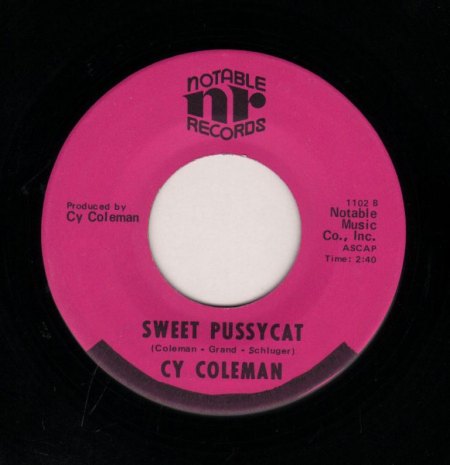 NOTABLE
nr
RECORDS
Produced by
Cy Coleman
1102 B
Notable
Music
Co., Inc.
ASCAP
Time: 2:40
SWEET PUSSYCAT
(Coleman - Grand - Schluger)
CY COLEMAN